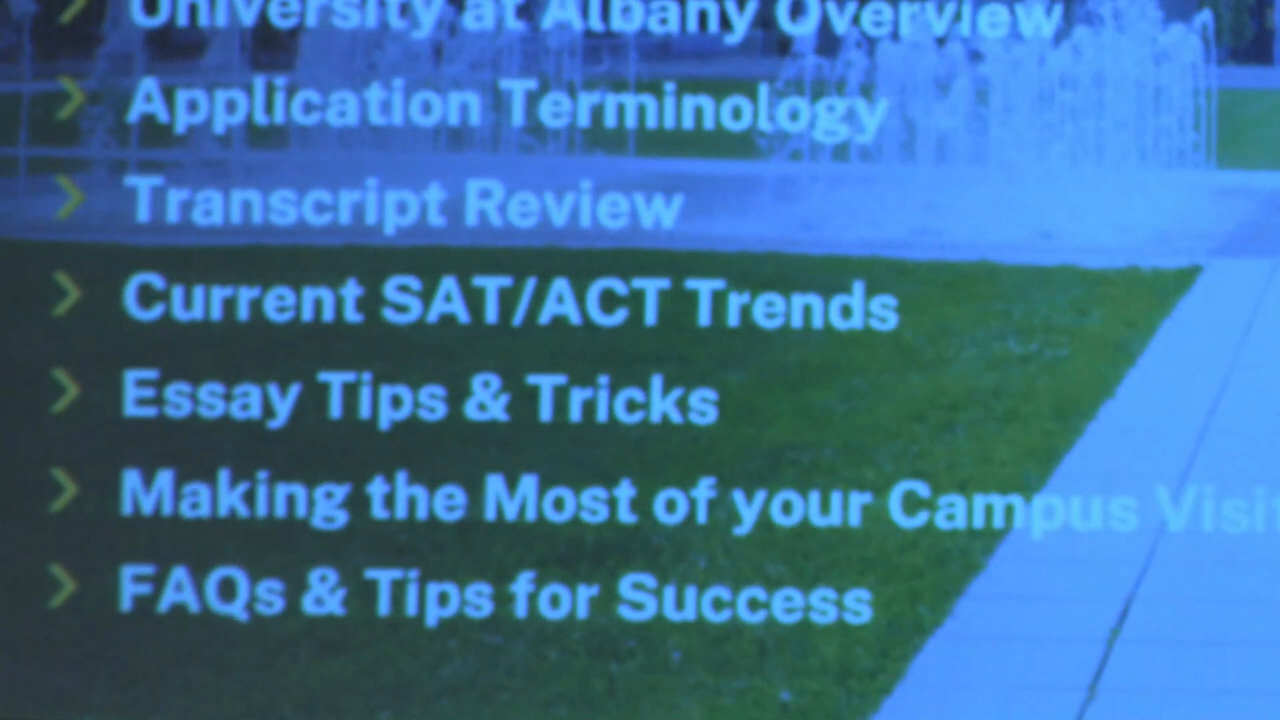 University at Albany Overview
Application Terminology
Transcript Review
Current SAT/ACT Trends
Essay Tips & Tricks
Making the Most of your Campus Visit
FAQs & Tips for Success